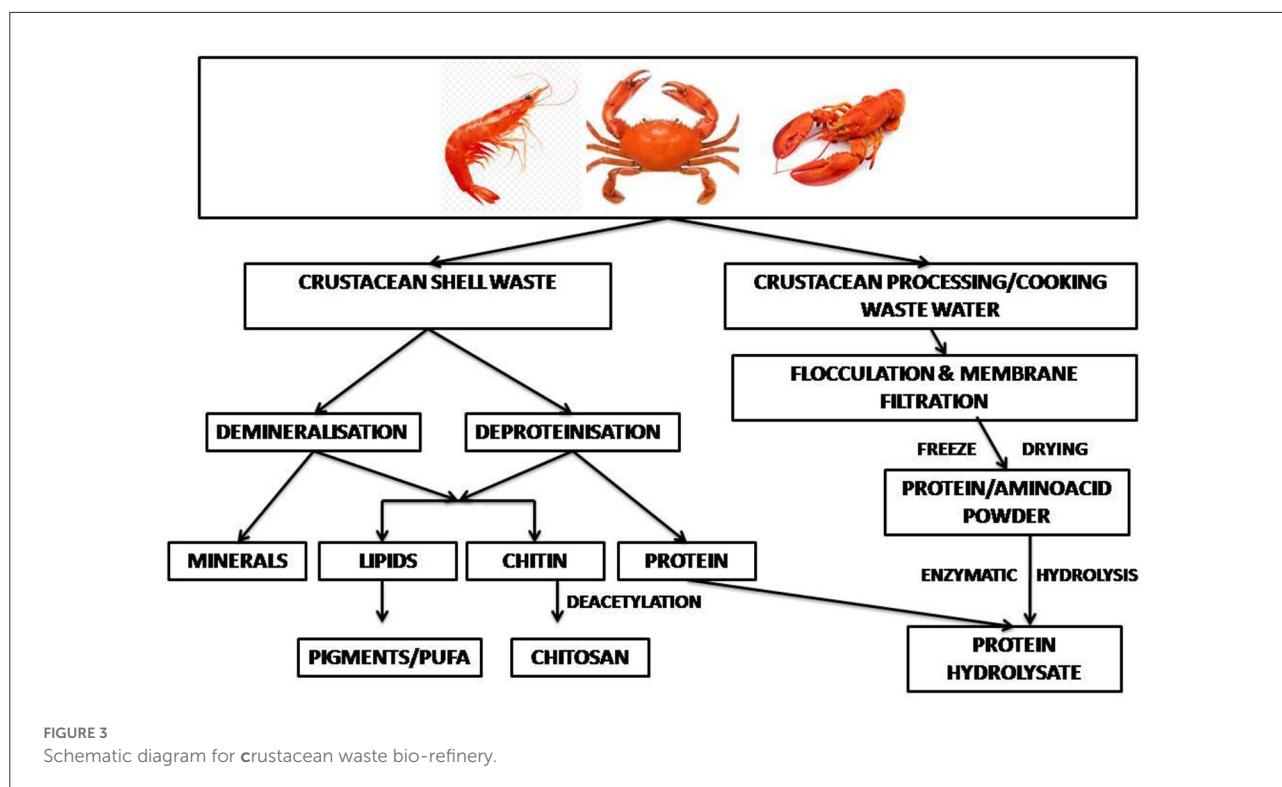 CRUSTACEAN SHELL WASTE
CRUSTACEAN PROCESSING/COOKING
WASTE WATER
FLOCCULATION & MEMBRANE
FILTRATION
DEMINERALISATION
DEPROTEINISATION
FREEZE DRYING
PROTEIN/AMINOACID
POWDER
MINERALS
LIPIDS
CHITIN
PROTEIN
ENZYMATIC HYDROLYSIS
DEACETYLATION
PIGMENTS/PUFA
CHITOSAN
PROTEIN
HYDROLYSATE
FIGURE 3
Schematic diagram for crustacean waste bio-refinery.